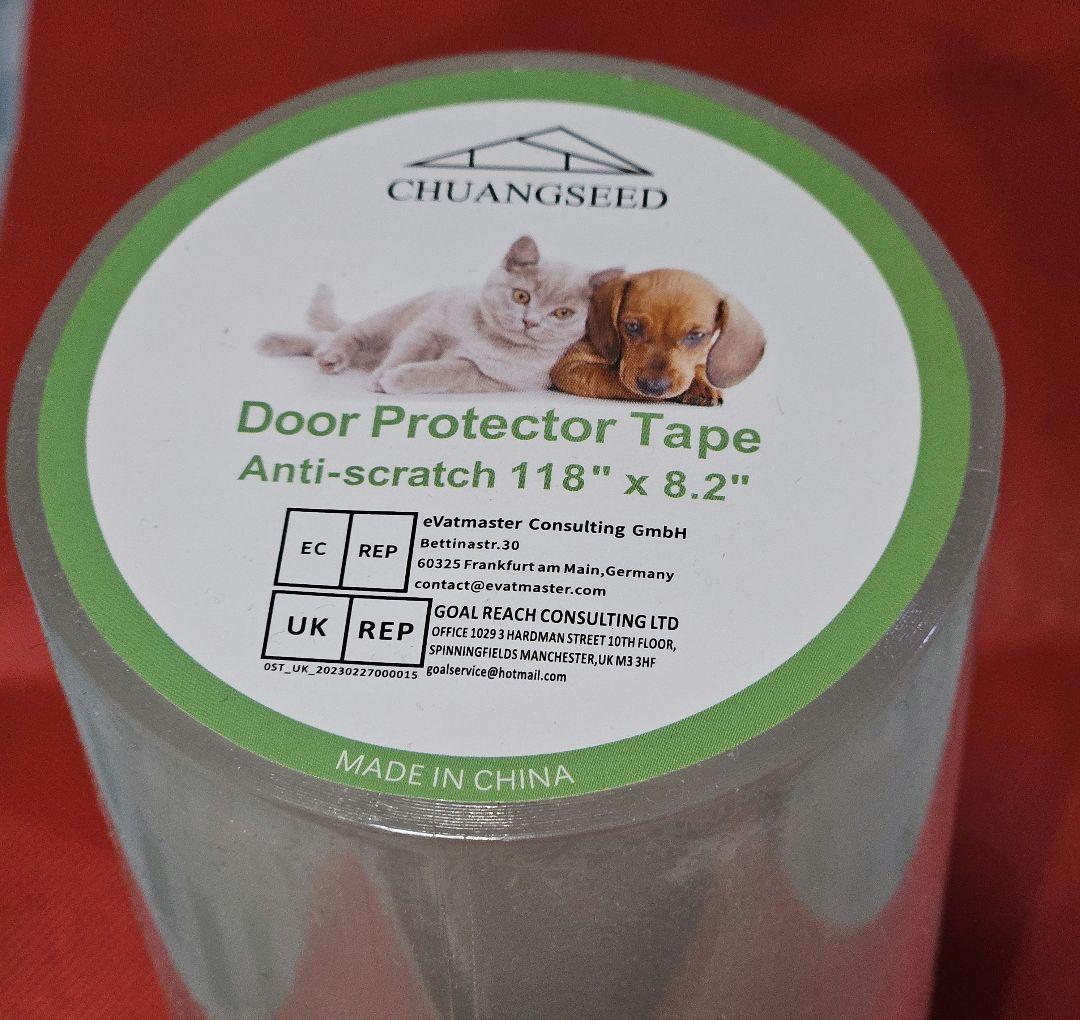 CHUANGSEED
Door Protector Tape
Anti-scratch 118" x 8.2"
EC REP
eVatmaster Consulting GmbH
Bettinastr.30
60325 Frankfurt am Main,Germany
contact@evatmaster.com
UK REP
GOAL REACH CONSULTING LTD
OFFICE 1029 3 HARDMAN STREET 10TH FLOOR,
SPINNINGFIELDS MANCHESTER,UK M3 3HF
OST_UK_20230227000015 goalservice@hotmail.com
MADE IN CHINA